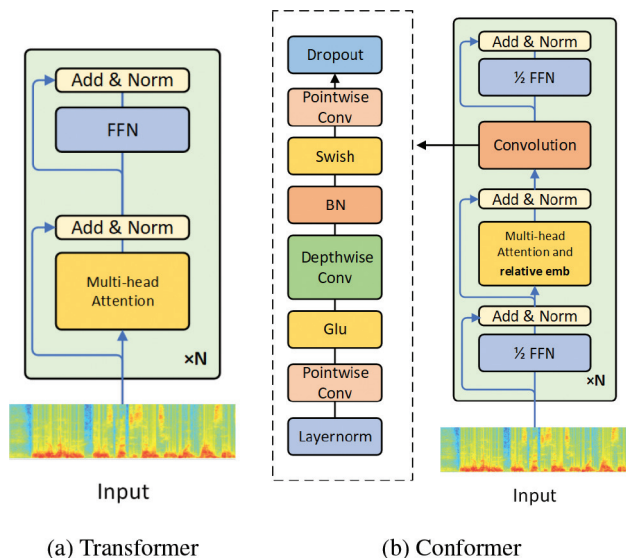 Add & Norm
FFN
Add & Norm
Multi-head
Attention
×N
Input
(a) Transformer
Dropout
Pointwise
Conv
Swish
BN
Depthwise
Conv
Glu
Pointwise
Conv
Layernorm
Add & Norm
½ FFN
Convolution
Add & Norm
Multi-head
Attention and
relative emb
Add & Norm
½ FFN
×N
Input
(b) Conformer